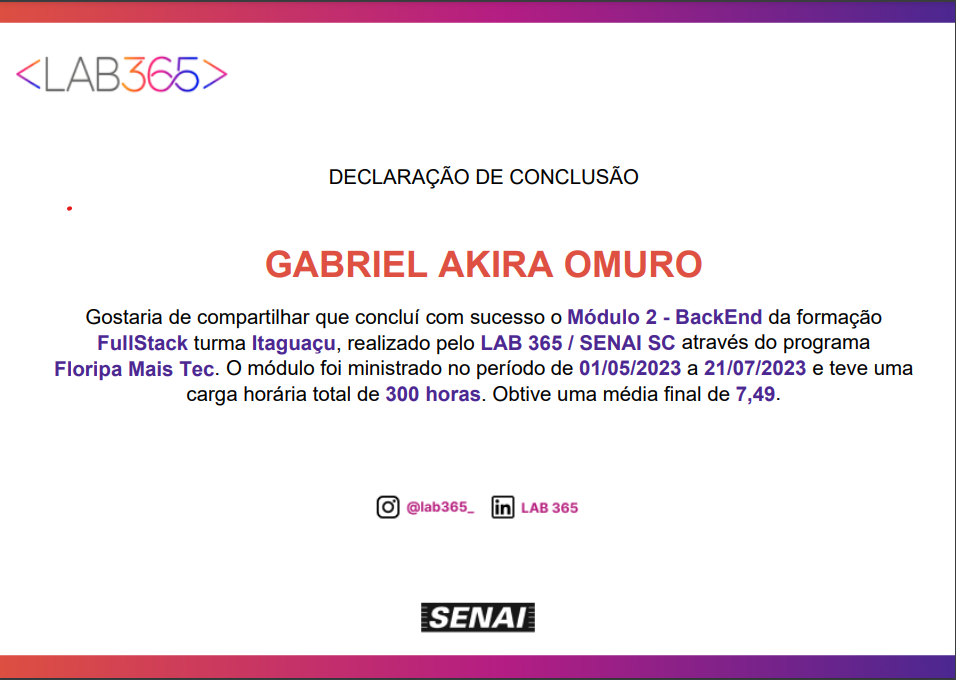 <LAB365>
DECLARAÇÃO DE CONCLUSÃO
GABRIEL AKIRA OMURO
Gostaria de compartilhar que concluí com sucesso o Módulo 2 - BackEnd da formação
FullStack turma Itaguaçu, realizado pelo LAB 365 / SENAI SC através do programa
Floripa Mais Tec. O módulo foi ministrado no período de 01/05/2023 a 21/07/2023 e teve uma
carga horária total de 300 horas. Obtive uma média final de 7,49.
@lab365_ in LAB 365
SENAI